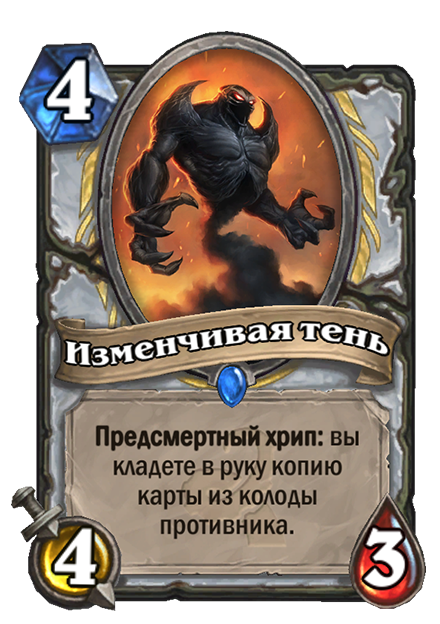 4
Изменчивая тень
Предсмертный хрип: вы
кладете в руку копию
карты из колоды
противника.
4
3